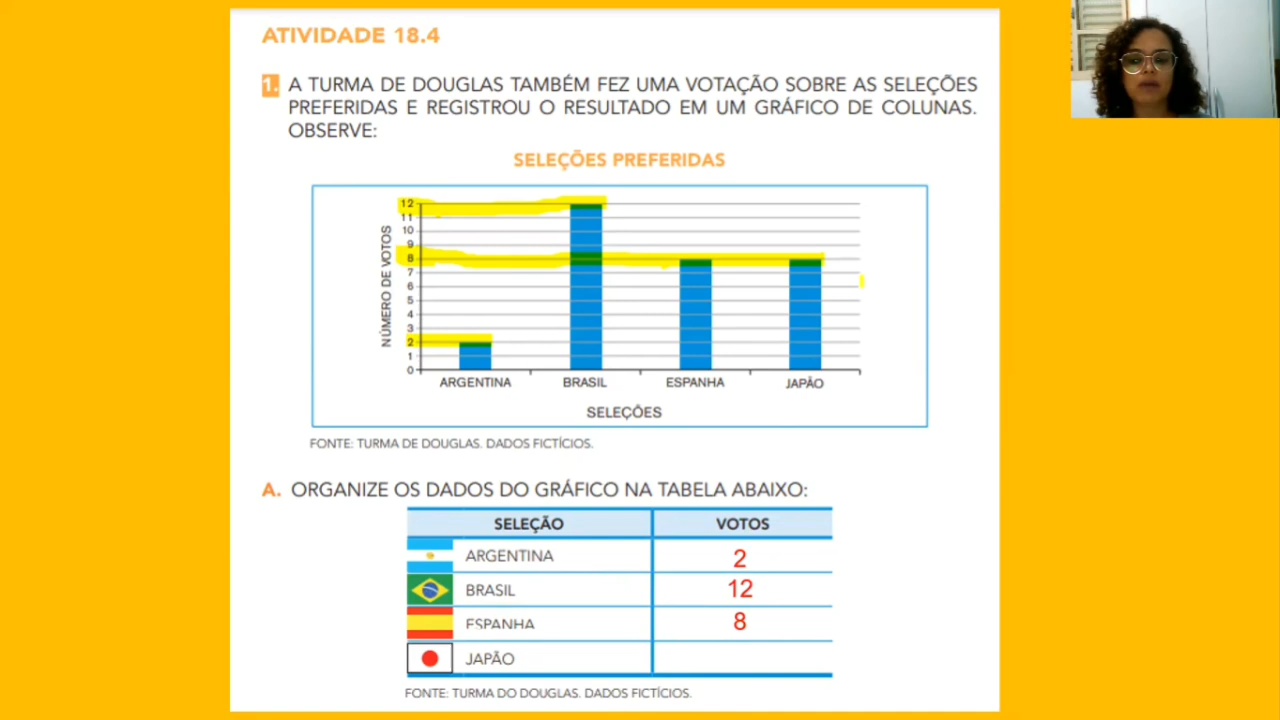 ATIVIDADE 18.4
1. A TURMA DE DOUGLAS TAMBÉM FEZ UMA VOTAÇÃO SOBRE AS SELEÇÕES
PREFERIDAS E REGISTROU O RESULTADO EM UM GRÁFICO DE COLUNAS.
OBSERVE:
SELEÇÕES PREFERIDAS
NÚMERO DE VOTOS
12
11
10
9
8
7
6
5
4
3
2
1
0
ARGENTINA BRASIL ESPANHA JAPÃO
SELEÇÕES
FONTE: TURMA DE DOUGLAS. DADOS FICTÍCIOS.
A. ORGANIZE OS DADOS DO GRÁFICO NA TABELA ABAIXO:
SELEÇÃO VOTOS
ARGENTINA 2
BRASIL 12
ESPANHA 8
JAPÃO
FONTE: TURMA DO DOUGLAS. DADOS FICTÍCIOS.